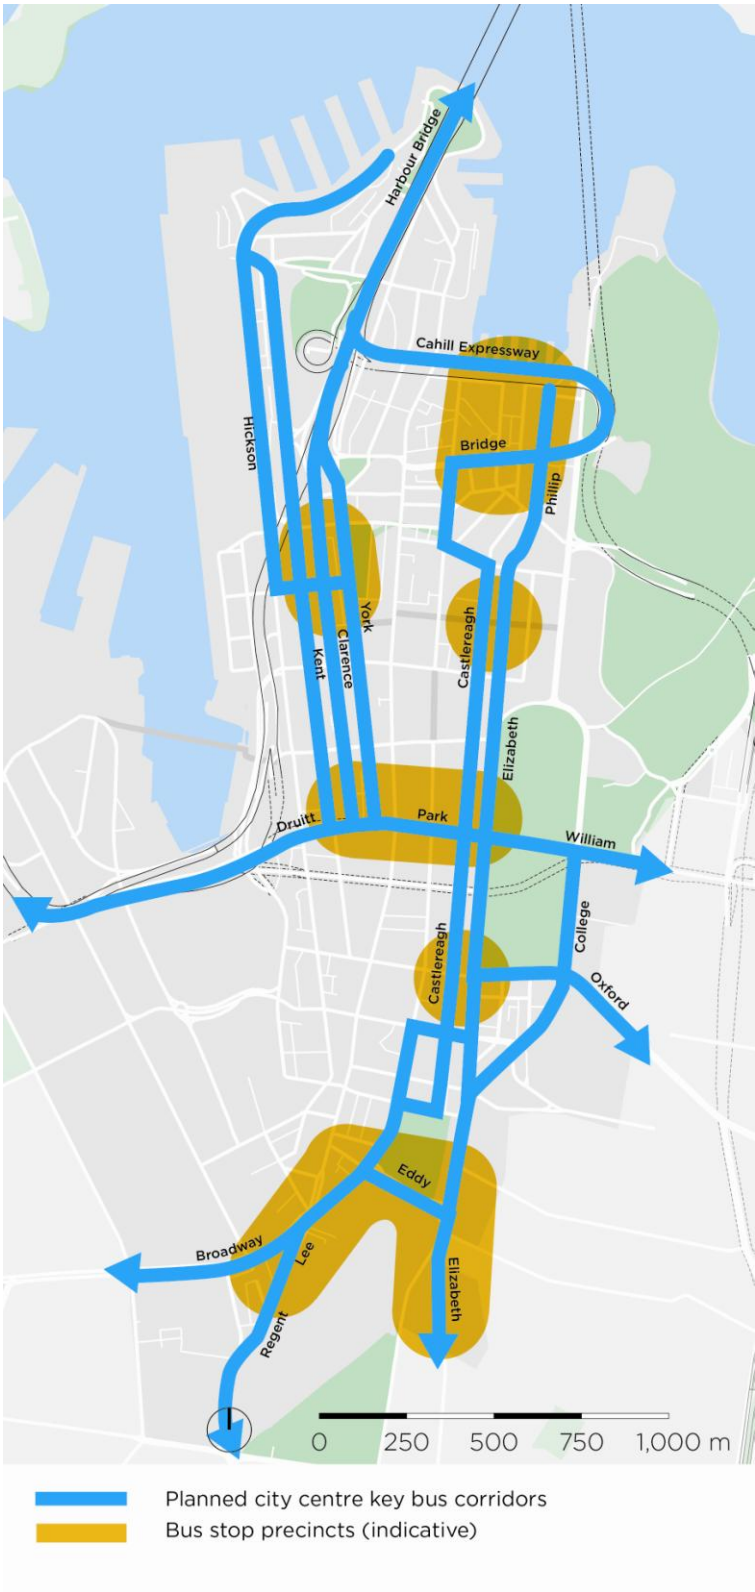 Harbour Bridge
Cahill Expressway
Hickson
Bridge
Phillip
York
Castlereagh
Clarence
Kent
Elizabeth
Druitt
Park
William
College
Castlereagh
Oxford
Eddy
Broadway
Lee
Elizabeth
Regent
0 250 500 750 1,000 m
Planned city centre key bus corridors
Bus stop precincts (indicative)